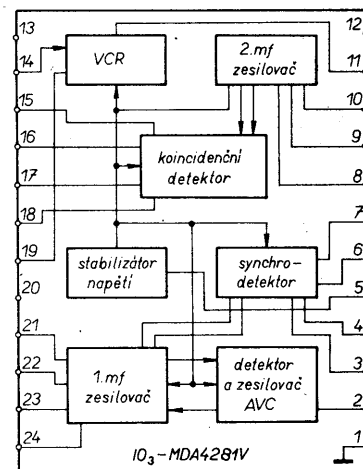 13
14
15
16
17
18
19
20
21
22
23
24
VCR
2.mf
zesilovač
koincidenční
detektor
stabilizátor
napětí
synchro-
detektor
1.mf
zesilovač
detektor
a zesilovač
AVC
12
11
10
9
8
7
6
5
4
3
2
1
IO₃-MDA4281V